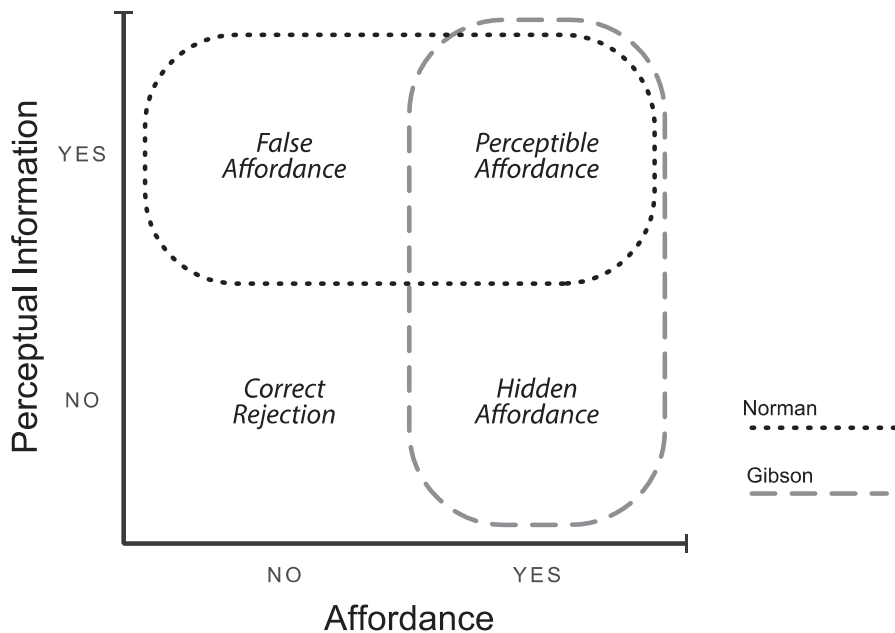 Perceptual Information
YES
False
Affordance
Perceptible
Affordance
NO
Correct
Rejection
Hidden
Affordance
Norman
Gibson
NO
YES
Affordance